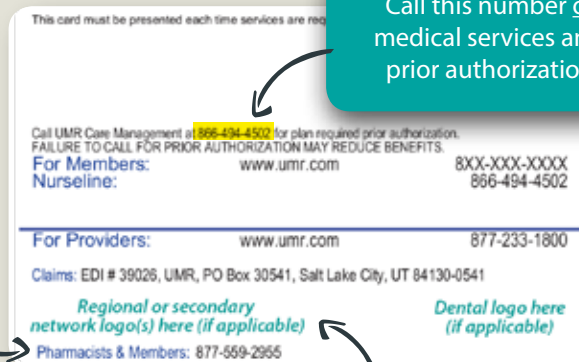 This card must be presented each time services are req
Call this number
medical services
prior authorizatio
Call UMR Care Management at 866-494-4502 for plan required prior authorization.
FAILURE TO CALL FOR PRIOR AUTHORIZATION MAY REDUCE BENEFITS.
For Members: www.umr.com 8XX-XXX-XXXX
Nurseline: 866-494-4502
For Providers: www.umr.com 877-233-1800
Claims: EDI # 39026, UMR, PO Box 30541, Salt Lake City, UT 84130-0541
Regional or secondary
network logo(s) here (if applicable)
Dental logo here
(if applicable)
Pharmacists & Members: 877-559-2955